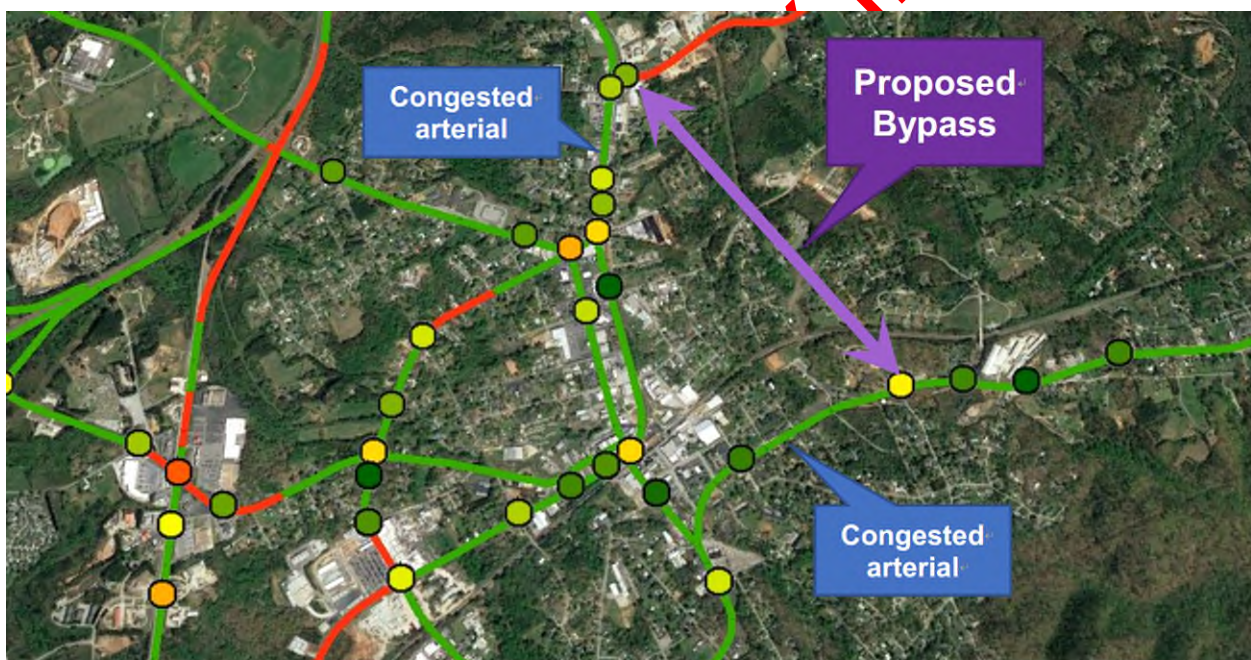 Congested
arterial
Proposed
Bypass
Congested
arterial